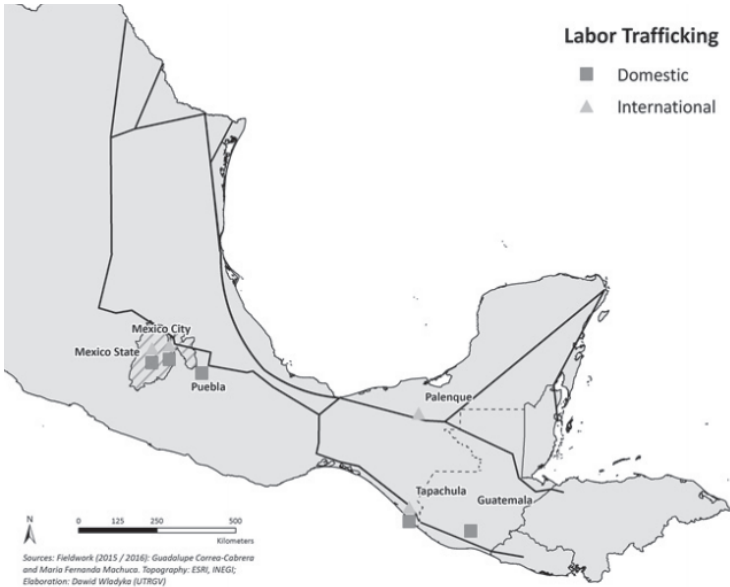 Labor Trafficking
Domestic
International
Mexico City
Mexico State
Puebla
Palenque
Tapachula
Guatemala
N
0 125 250 500
Kilometers
Sources: Fieldwork (2015 / 2016): Guadalupe Correa-Cabrera
and Maria Fernanda Machuca. Topography: ESRI, INEGI;
Elaboration: Dawid Wladyka (UTRGV)